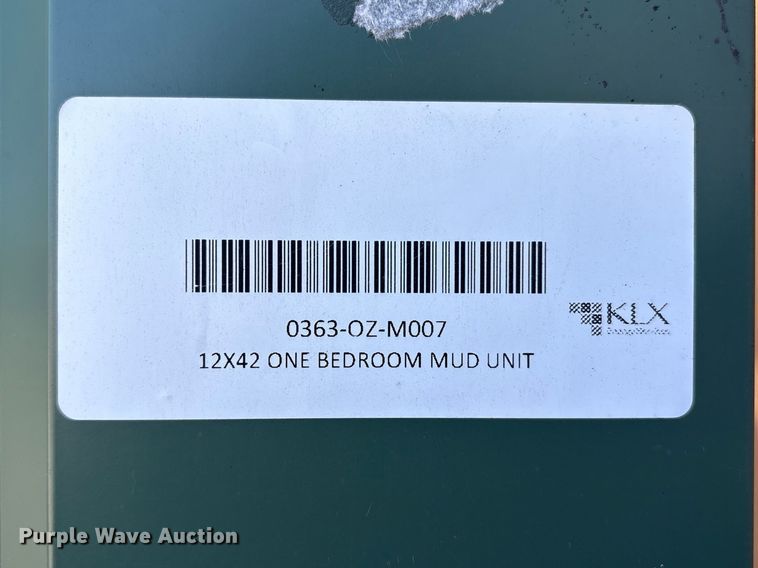 0363-OZ-M007
12X42 ONE BEDROOM MUD UNIT
KLX
Purple Wave Auction